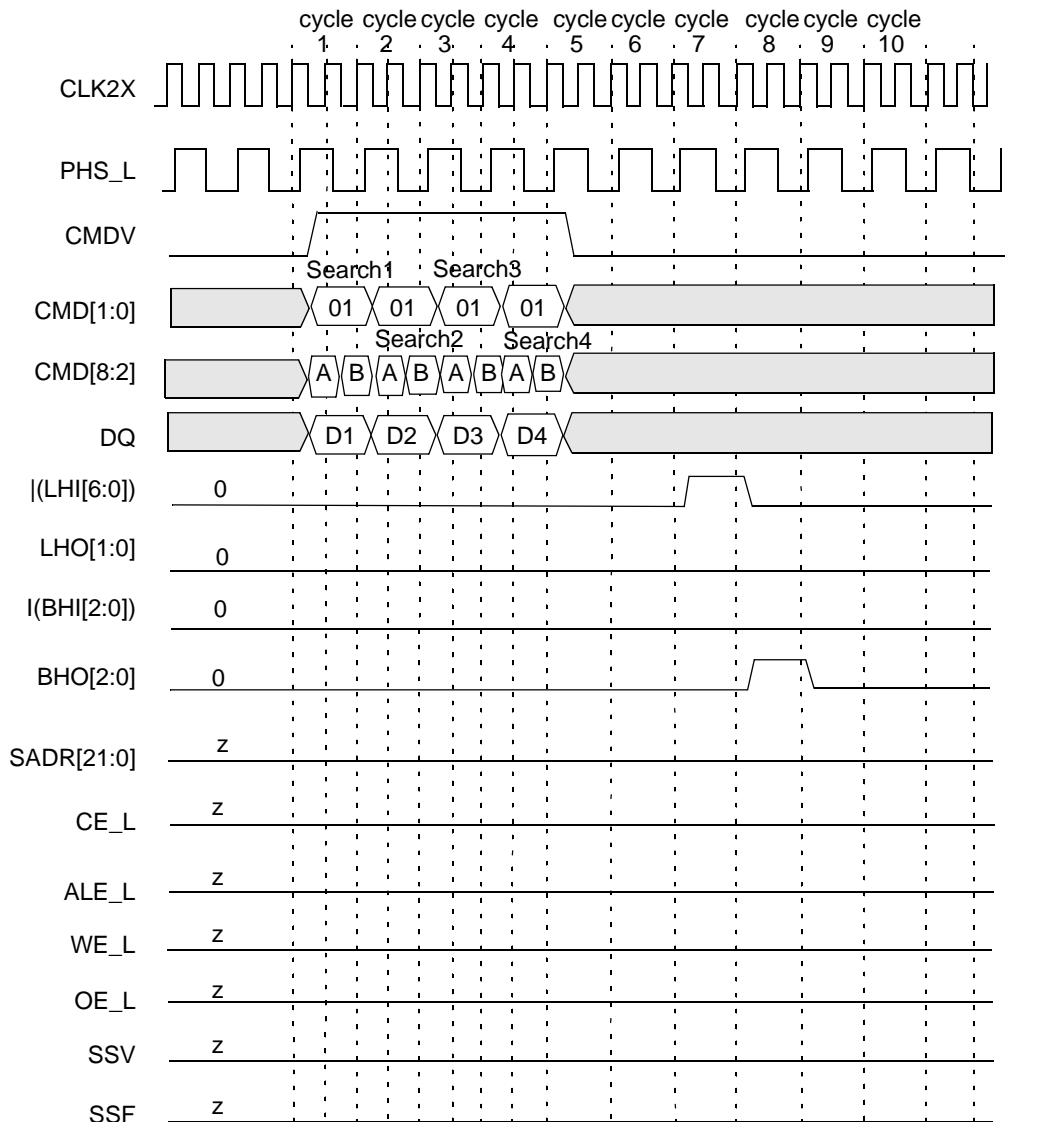 cycle cycle cycle cycle cycle cycle cycle cycle cycle cycle
1 2 3 4 5 6 7 8 9 10
CLK2X
PHS_L
CMDV
Search1 Search3
CMD[1:0] 01 01 01 01
Search2 Search4
CMD[8:2] A B A B A B A B
DQ D1 D2 D3 D4
|(LHI[6:0]) 0
LHO[1:0] 0
I(BHI[2:0]) 0
BHO[2:0] 0
SADR[21:0] z
CE_L z
ALE_L z
WE_L z
OE_L z
SSV z
SSF z